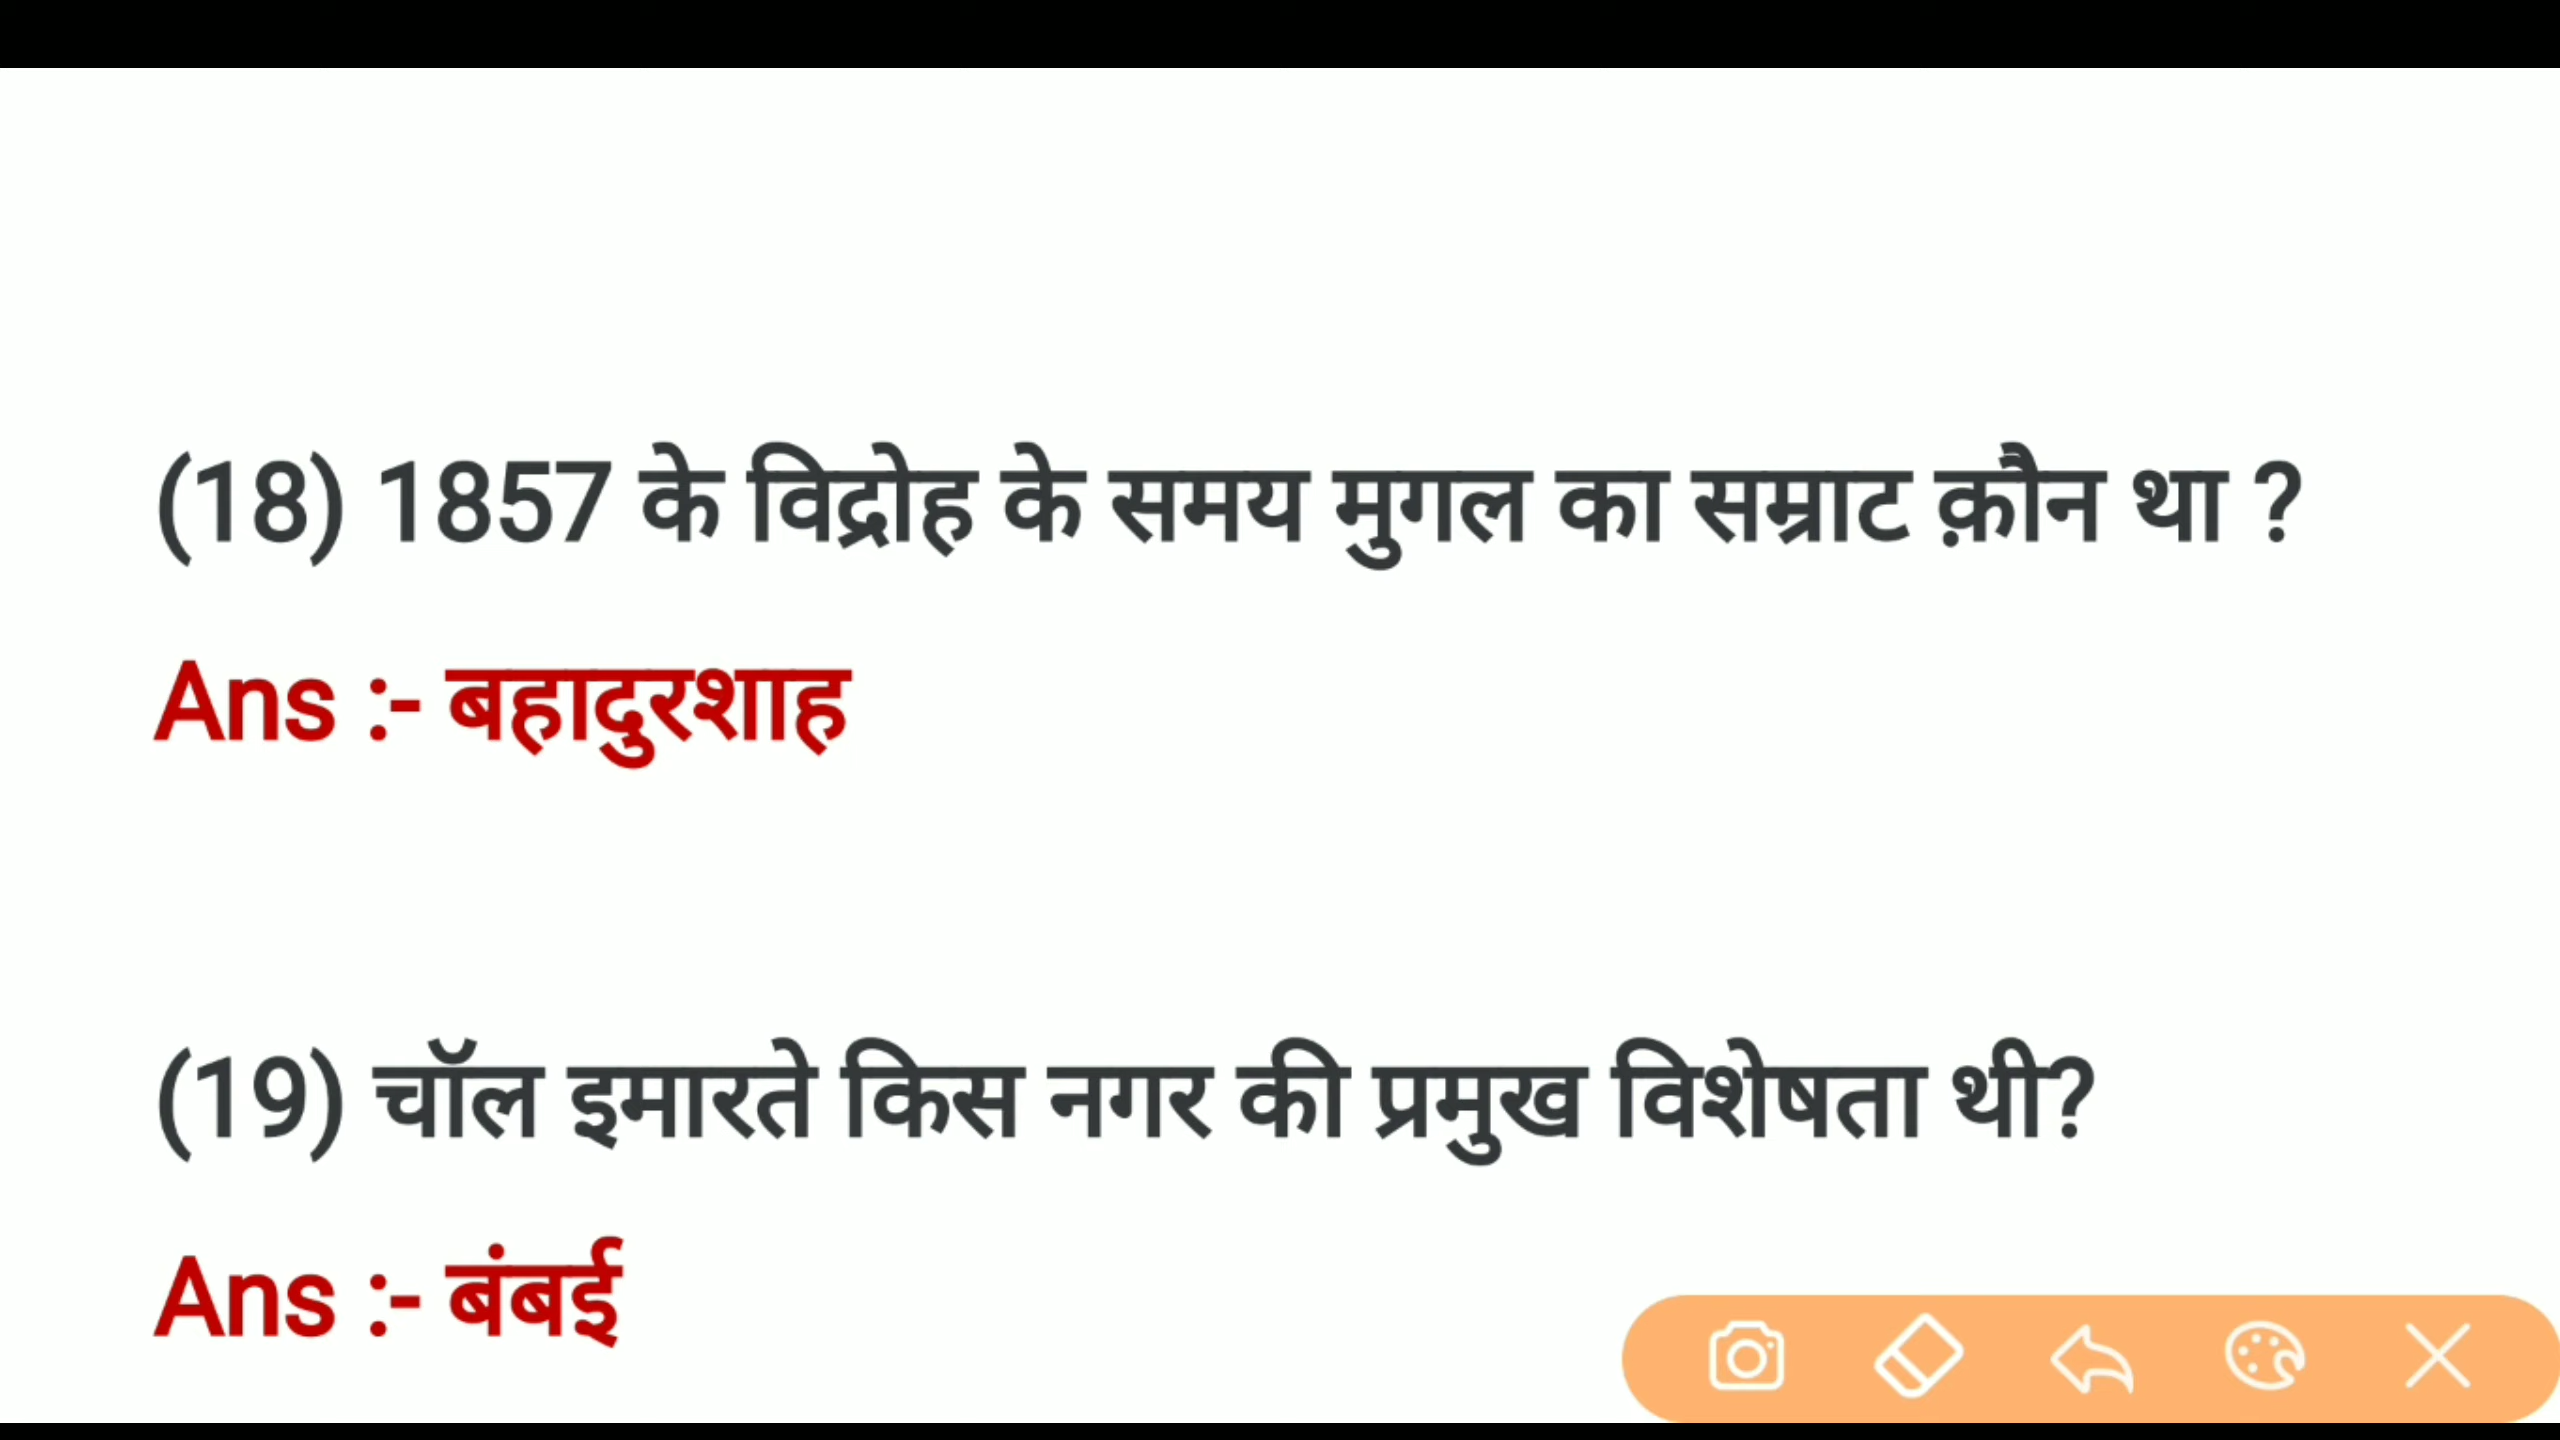 (18) 1857 के विद्रोह के समय मुगल का सम्राट क़ौन था ?
Ans :- बहादुरशाह
(19) चॉल इमारते किस नगर की प्रमुख विशेषता थी?
Ans :- बंबई